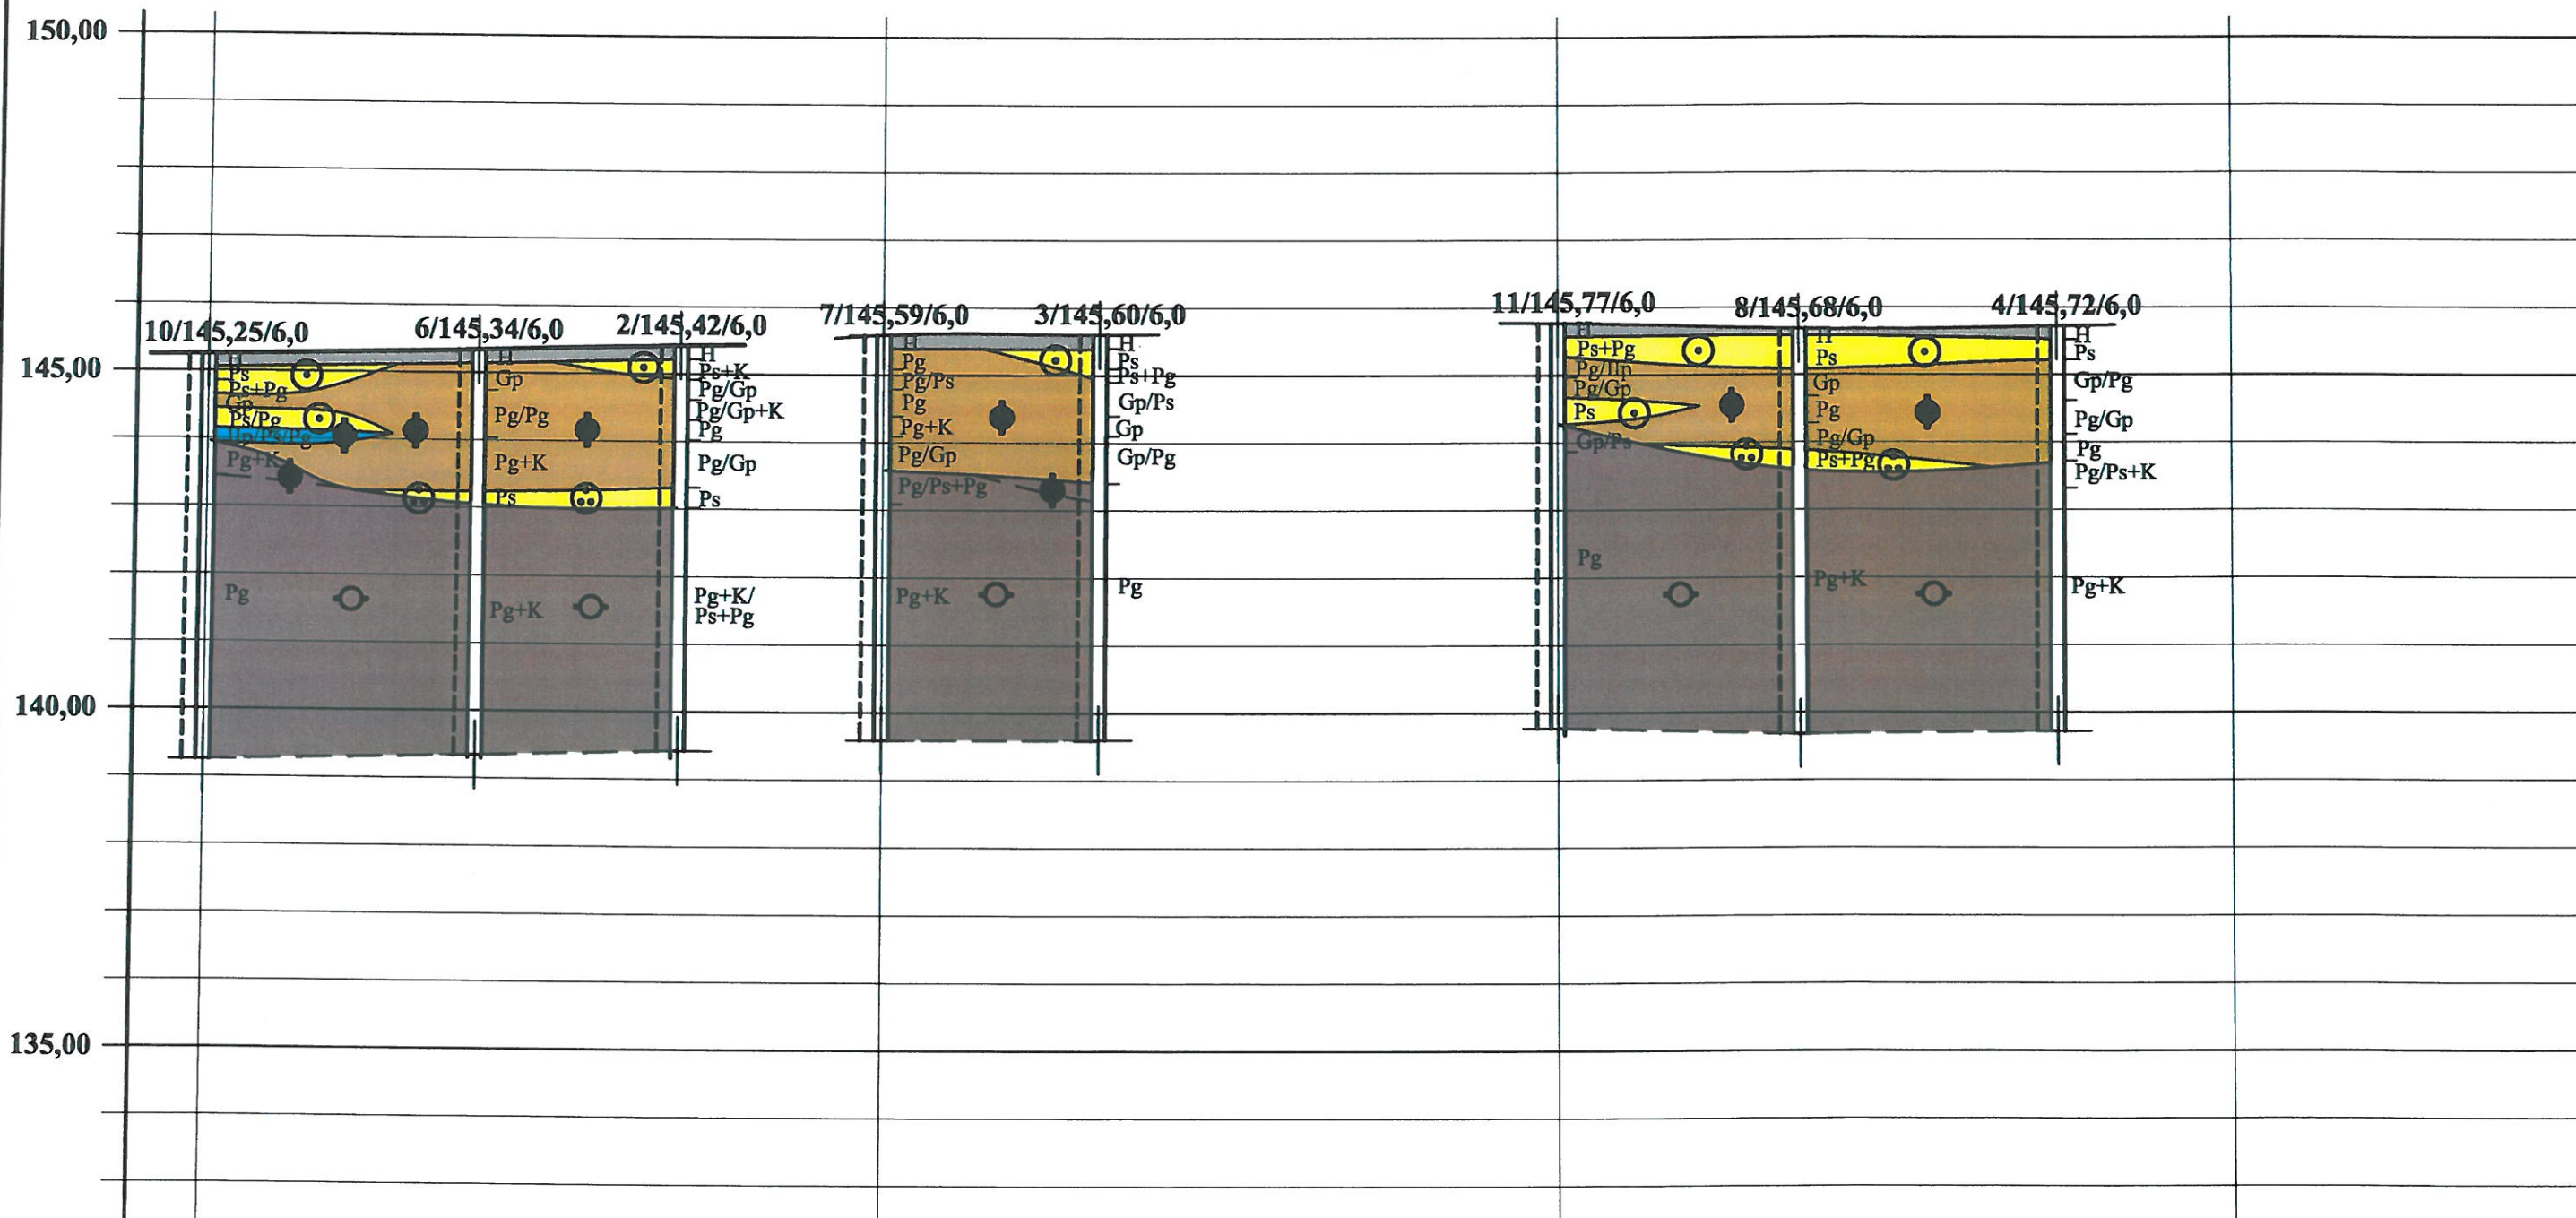 150,00
145,00
140,00
135,00
10/145,25/6,0
6/145,34/6,0
2/145,42/6,0
7/145,59/6,0
3/145,60/6,0
11/145,77/6,0
8/145,68/6,0
4/145,72/6,0
H
Ps
Ps+Pg
Gp
Ps/Pg
Pg+K
Pg
H
Gp
Pg/Pg
Pg+K
Ps
Pg+K
H
Ps+K
Pg/Gp
Pg/Gp+K
Pg
Pg/Gp
Ps
Pg+K/
Ps+Pg
H
Pg
Pg/Ps
Pg
Pg+K
Pg/Gp
Pg/Ps+Pg
Pg+K
H
Ps
Ps+Pg
Gp/Ps
Gp
Gp/Pg
Pg
H
Ps+Pg
Pg/Gp
Ps
Gp/Ps
Pg
H
Ps
Gp
Pg
Pg/Gp
Ps+Pg
Pg+K
H
Ps
Gp/Pg
Pg/Gp
Pg
Pg/Ps+K
Pg+K